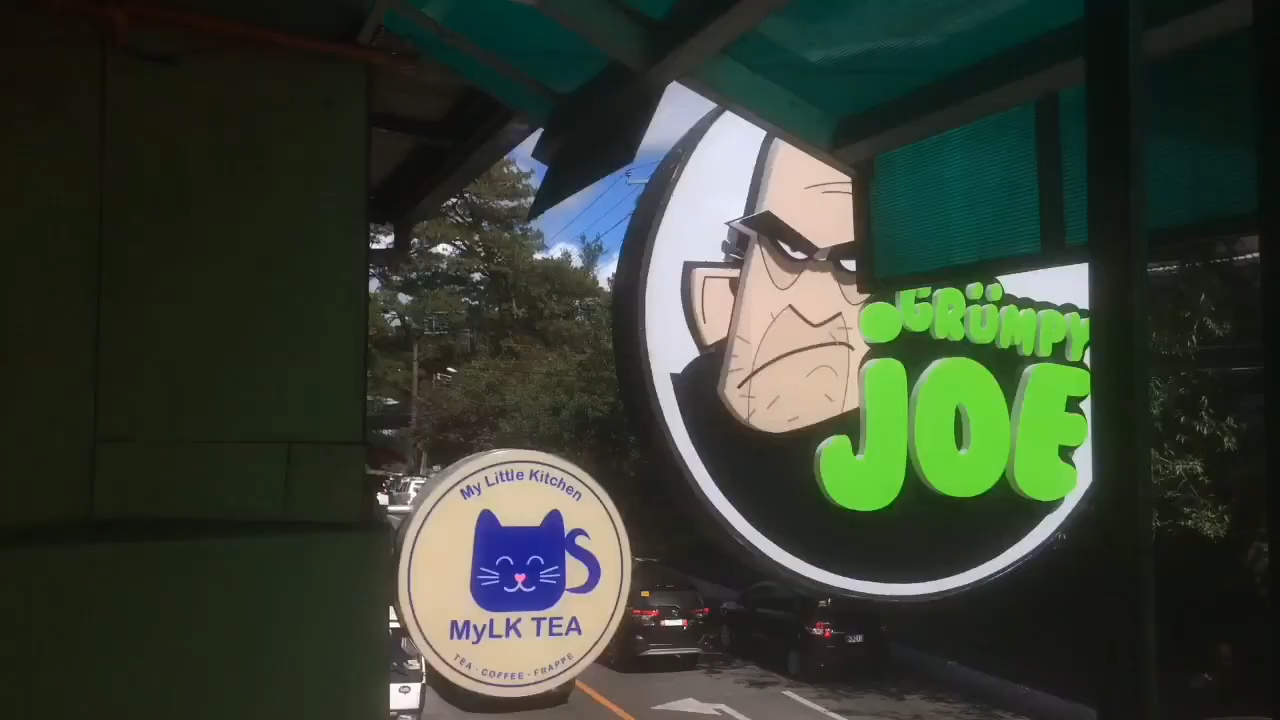 GRÜMPY
JOE
My Little Kitchen
MyLK TEA
TEA · COFFEE · FRAPPE